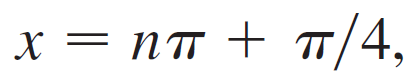 x = nπ + π/4,